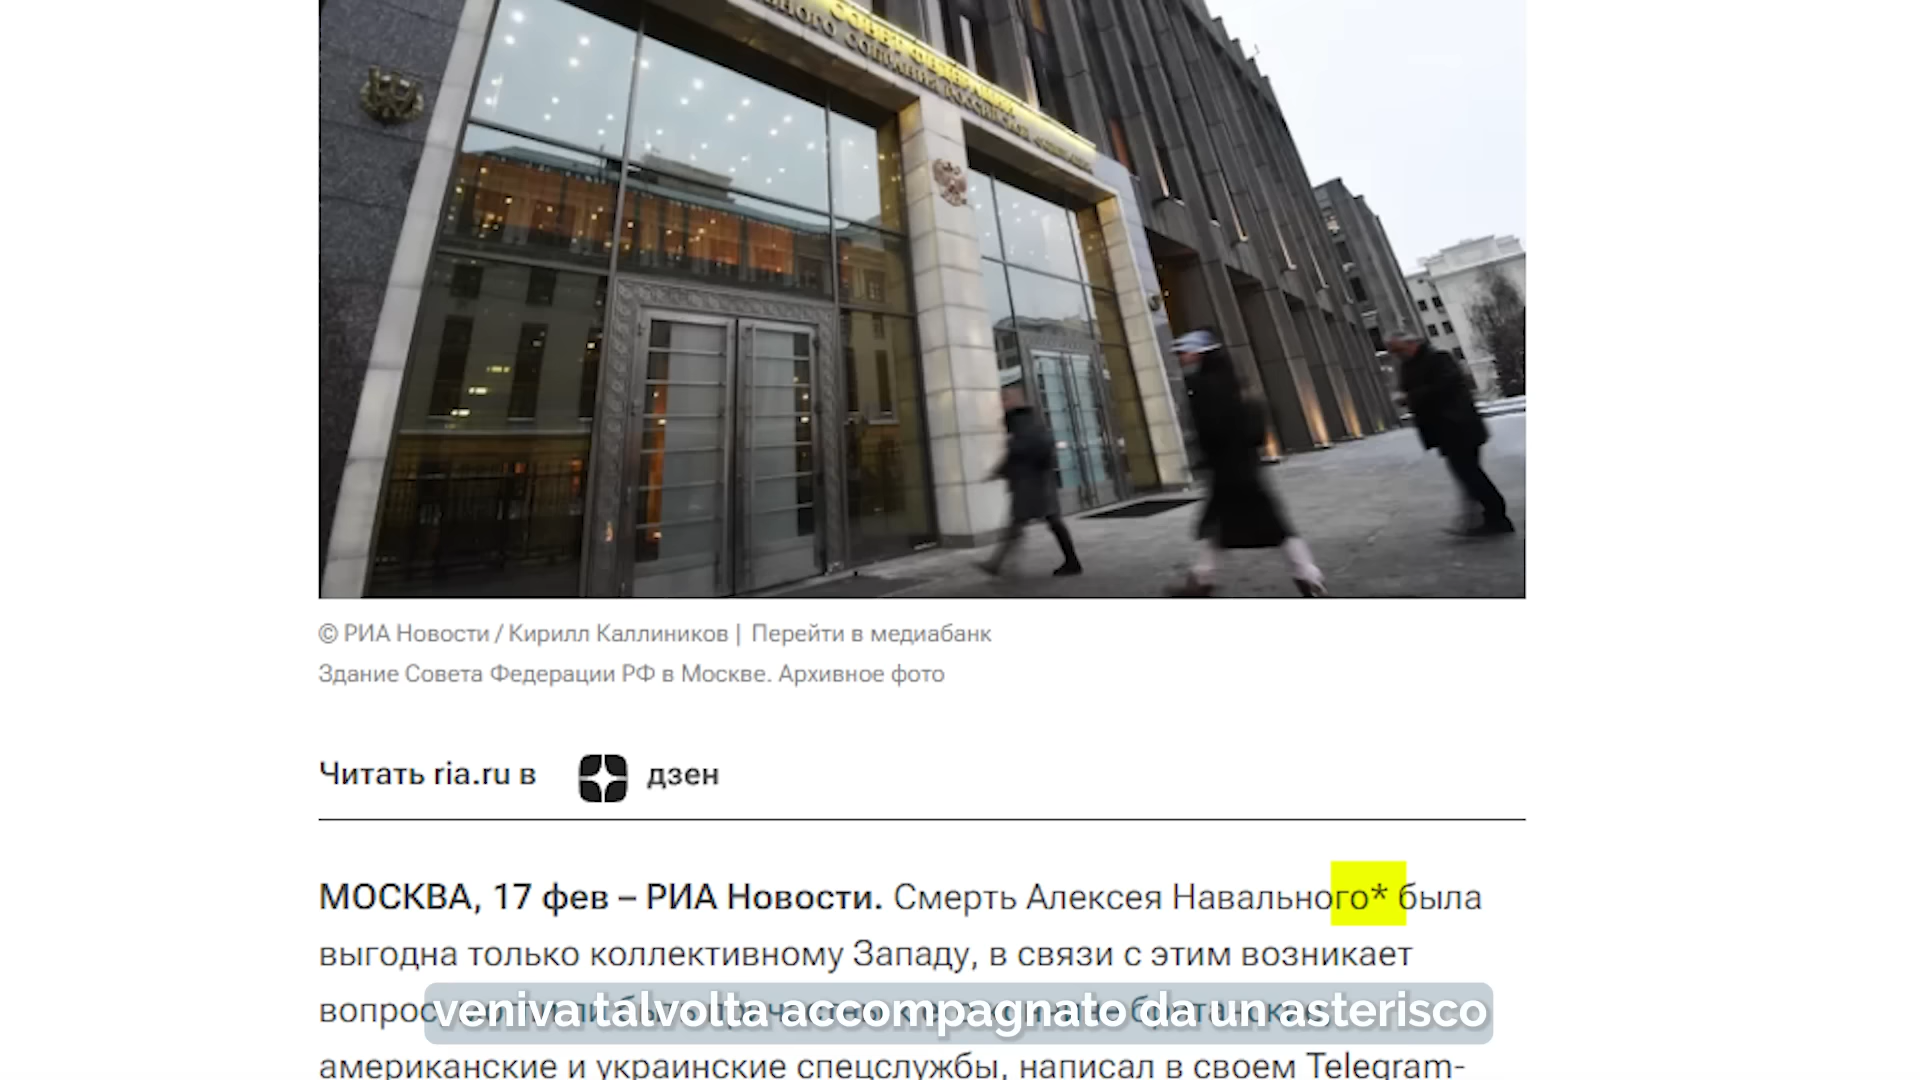 СОВЕТ ФЕДЕРАЦИИ
© РИА Новости / Кирилл Каллиников | Перейти в медиабанк
Здание Совета Федерации РФ в Москве. Архивное фото
Читать ria.ru в дзен
МОСКВА, 17 фев – РИА Новости. Смерть Алексея Навального* была
выгодна только коллективному Западу, в связи с этим возникает
вопрос
veniva talvolta accompagnato da un asterisco
американские и украинские спецслужбы, написал в своем Telegram-